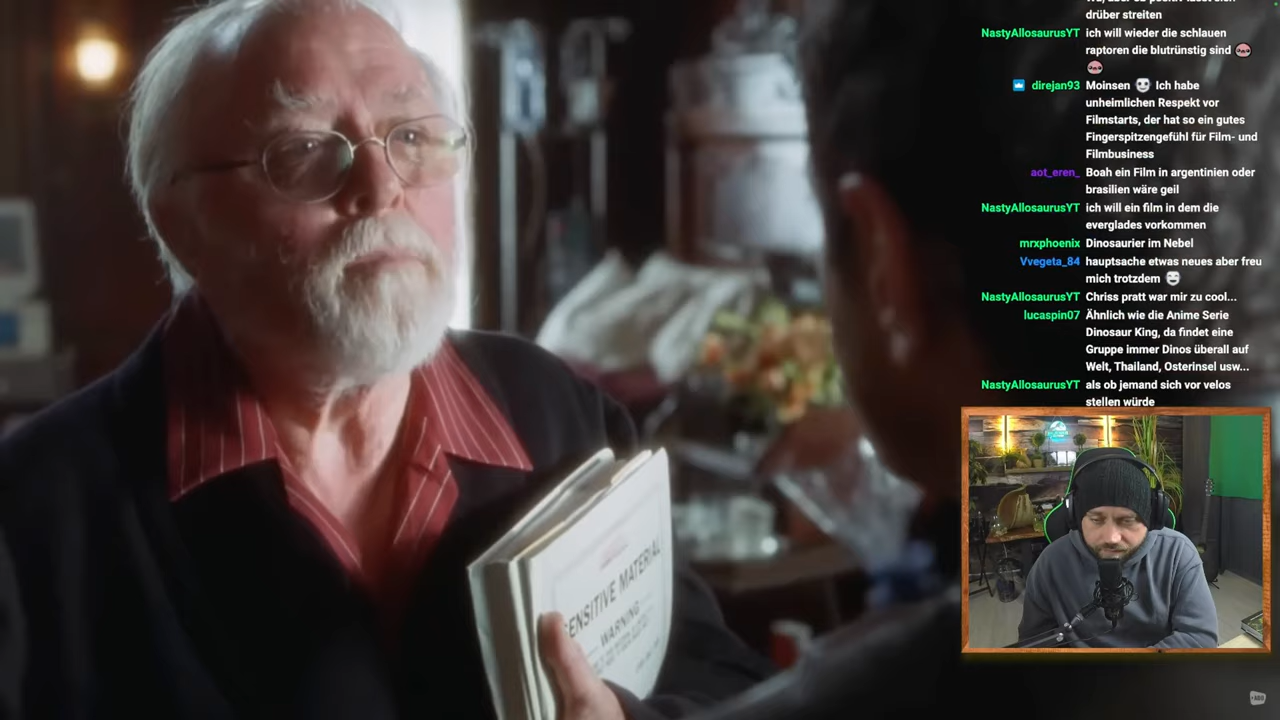 drüber streiten
NastyAllosaurusYT ich will wieder die schlauen
raptoren die blutrünstig sind
direjan93 Moinsen Ich habe
unheimlichen Respekt vor
Filmstarts, der hat so ein gutes
Fingerspitzengefühl für Film- und
Filmbusiness
aot_eren_ Boah ein Film in argentinien oder
brasilien wäre geil
NastyAllosaurusYT ich will ein film in dem die
everglades vorkommen
mrxphoenix Dinosaurier im Nebel
Vvegeta_84 hauptsache etwas neues aber freu
mich trotzdem
NastyAllosaurusYT Chriss pratt war mir zu cool...
lucaspin07 Ähnlich wie die Anime Serie
Dinosaur King, da findet eine
Gruppe immer Dinos überall auf
Welt, Thailand, Osterinsel usw...
NastyAllosaurusYT als ob jemand sich vor velos
stellen würde
SENSITIVE MATERIAL
WARNING